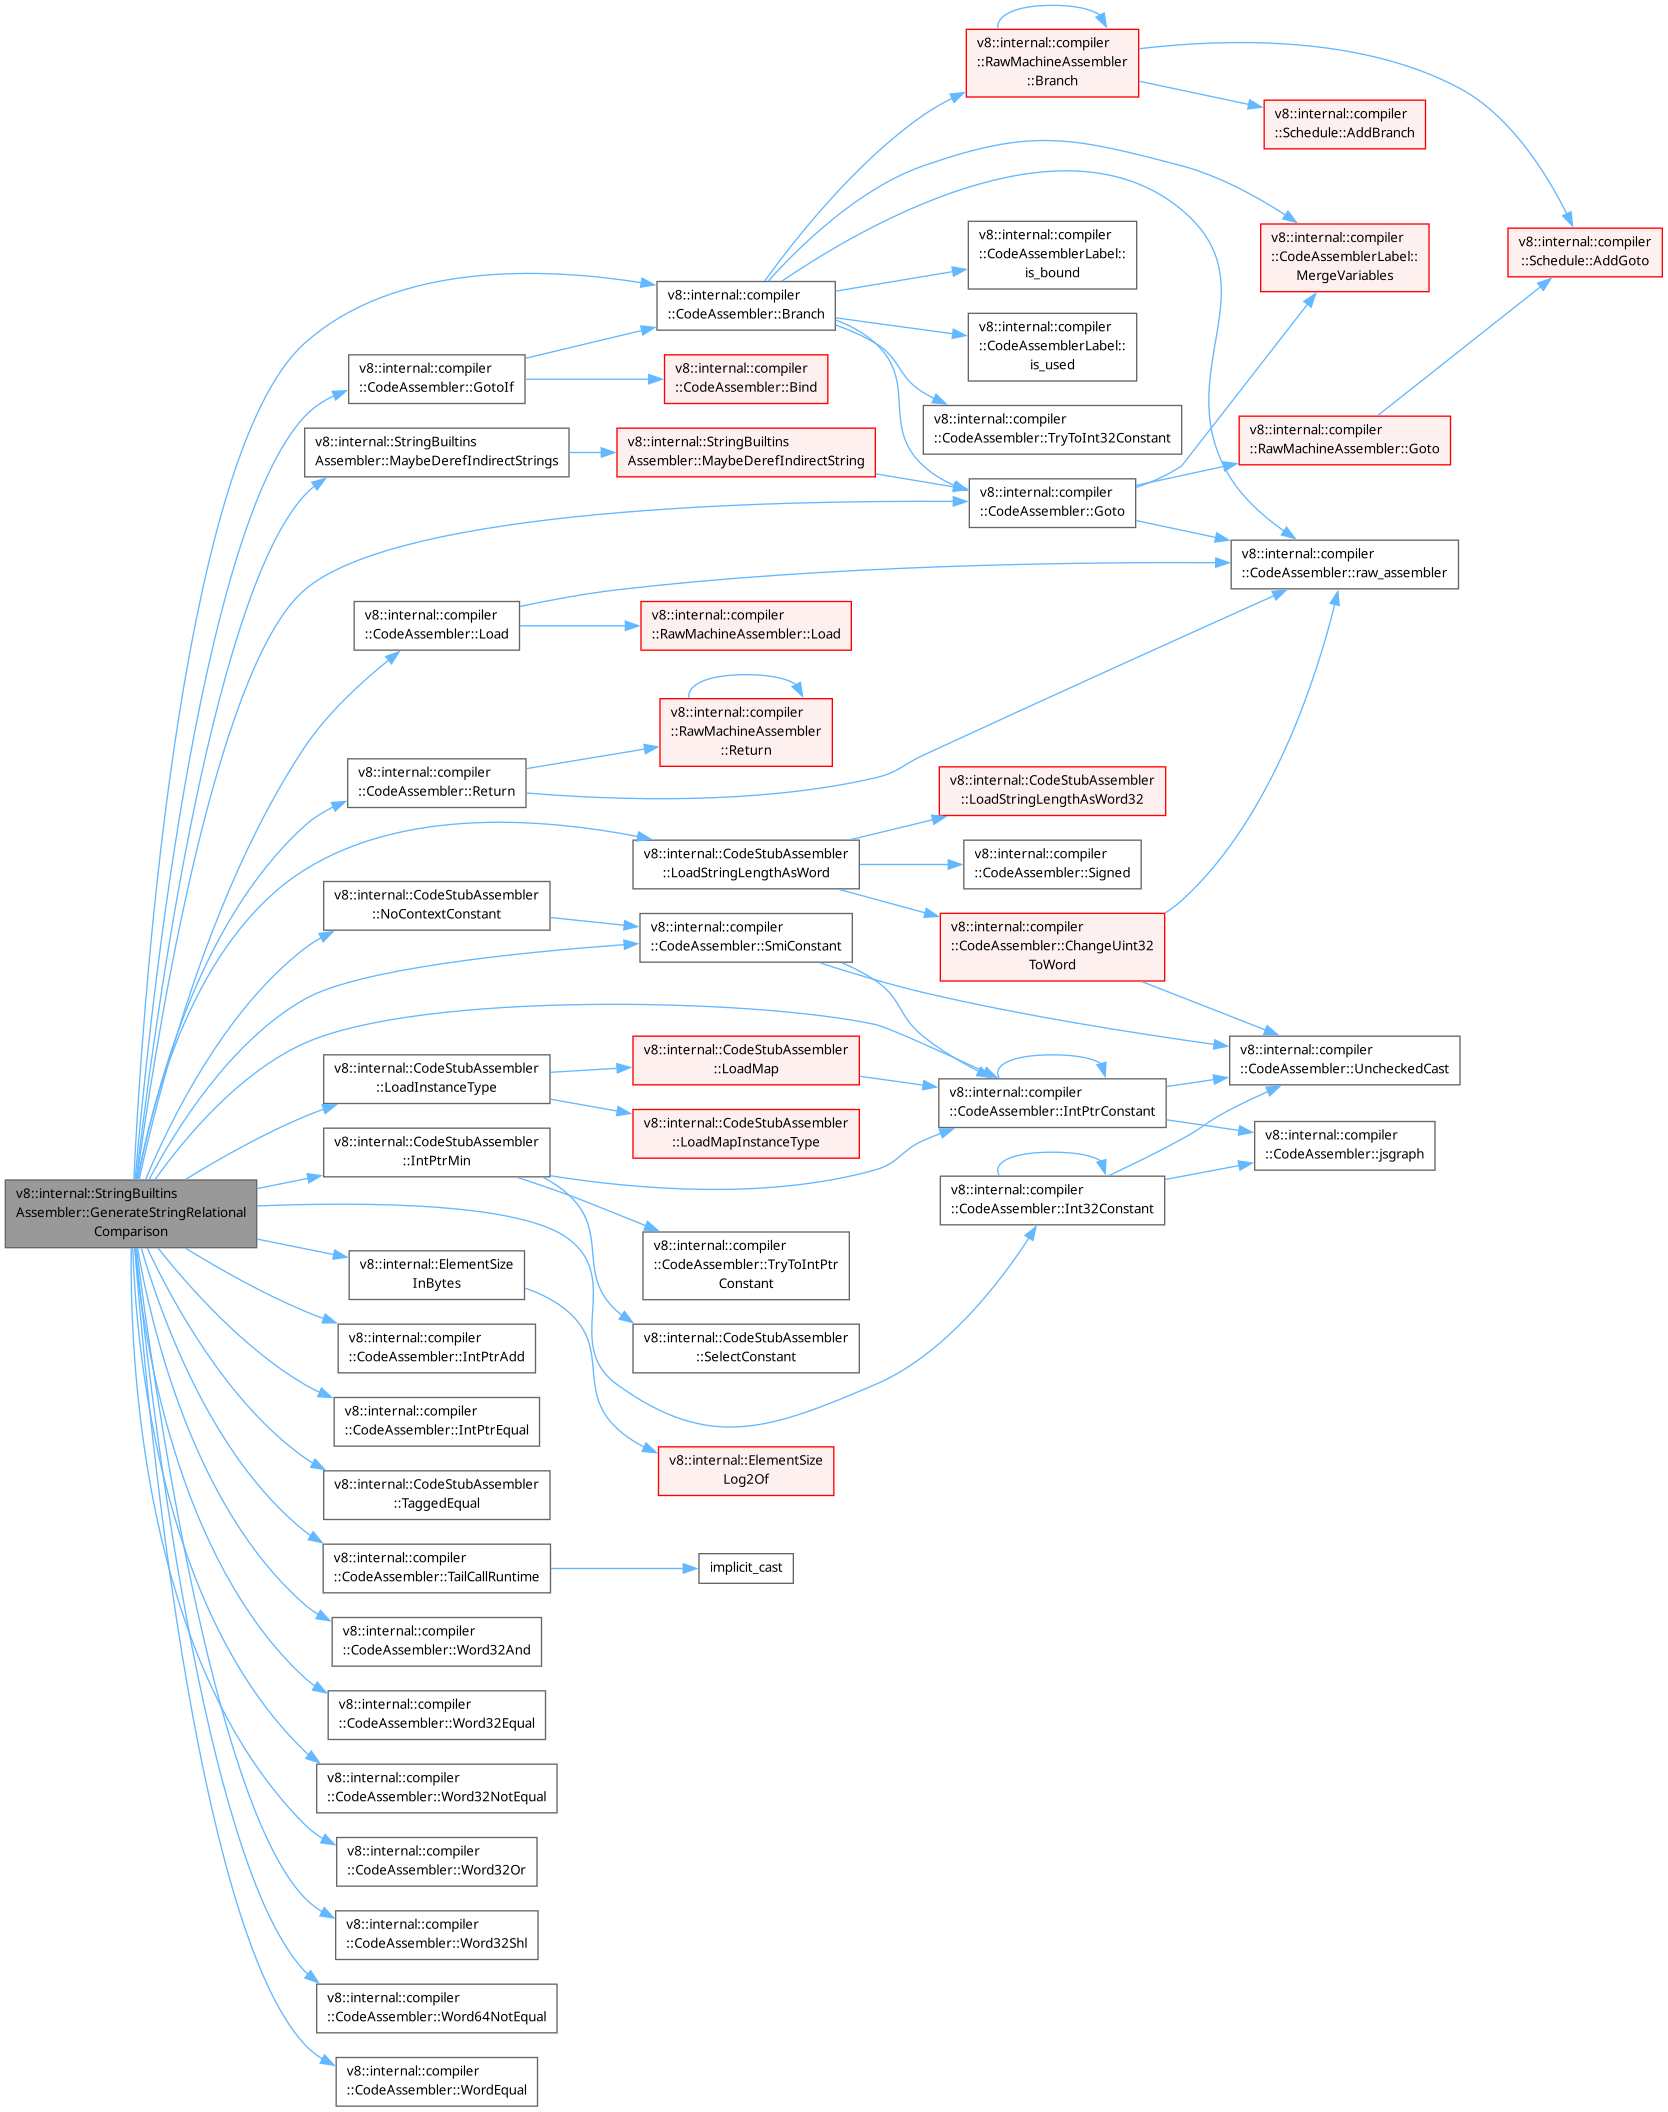 v8::internal::compiler
::RawMachineAssembler
::Branch
v8::internal::compiler
::Schedule::AddBranch
v8::internal::compiler
::CodeAssemblerLabel::
is_bound
v8::internal::compiler
::CodeAssemblerLabel::
MergeVariables
v8::internal::compiler
::Schedule::AddGoto
v8::internal::compiler
::CodeAssembler::Branch
v8::internal::compiler
::CodeAssemblerLabel::
is_used
v8::internal::compiler
::CodeAssembler::GotoIf
v8::internal::compiler
::CodeAssembler::Bind
v8::internal::compiler
::CodeAssembler::TryToInt32Constant
v8::internal::StringBuiltins
Assembler::MaybeDerefIndirectStrings
v8::internal::StringBuiltins
Assembler::MaybeDerefIndirectString
v8::internal::compiler
::RawMachineAssembler::Goto
v8::internal::compiler
::CodeAssembler::Goto
v8::internal::compiler
::CodeAssembler::raw_assembler
v8::internal::compiler
::CodeAssembler::Load
v8::internal::compiler
::RawMachineAssembler::Load
v8::internal::compiler
::RawMachineAssembler
::Return
v8::internal::compiler
::CodeAssembler::Return
v8::internal::CodeStubAssembler
::LoadStringLengthAsWord32
v8::internal::CodeStubAssembler
::LoadStringLengthAsWord
v8::internal::compiler
::CodeAssembler::Signed
v8::internal::CodeStubAssembler
::NoContextConstant
v8::internal::compiler
::CodeAssembler::SmiConstant
v8::internal::compiler
::CodeAssembler::ChangeUint32
ToWord
v8::internal::CodeStubAssembler
::LoadInstanceType
v8::internal::CodeStubAssembler
::LoadMap
v8::internal::compiler
::CodeAssembler::UncheckedCast
v8::internal::compiler
::CodeAssembler::IntPtrConstant
v8::internal::CodeStubAssembler
::LoadMapInstanceType
v8::internal::compiler
::CodeAssembler::jsgraph
v8::internal::CodeStubAssembler
::IntPtrMin
v8::internal::compiler
::CodeAssembler::Int32Constant
v8::internal::StringBuiltins
Assembler::GenerateStringRelational
Comparison
v8::internal::compiler
::CodeAssembler::TryToIntPtr
Constant
v8::internal::ElementSize
InBytes
v8::internal::compiler
::CodeAssembler::IntPtrAdd
v8::internal::CodeStubAssembler
::SelectConstant
v8::internal::compiler
::CodeAssembler::IntPtrEqual
v8::internal::ElementSize
Log2Of
v8::internal::CodeStubAssembler
::TaggedEqual
v8::internal::compiler
::CodeAssembler::TailCallRuntime
implicit_cast
v8::internal::compiler
::CodeAssembler::Word32And
v8::internal::compiler
::CodeAssembler::Word32Equal
v8::internal::compiler
::CodeAssembler::Word32NotEqual
v8::internal::compiler
::CodeAssembler::Word32Or
v8::internal::compiler
::CodeAssembler::Word32Shl
v8::internal::compiler
::CodeAssembler::Word64NotEqual
v8::internal::compiler
::CodeAssembler::WordEqual